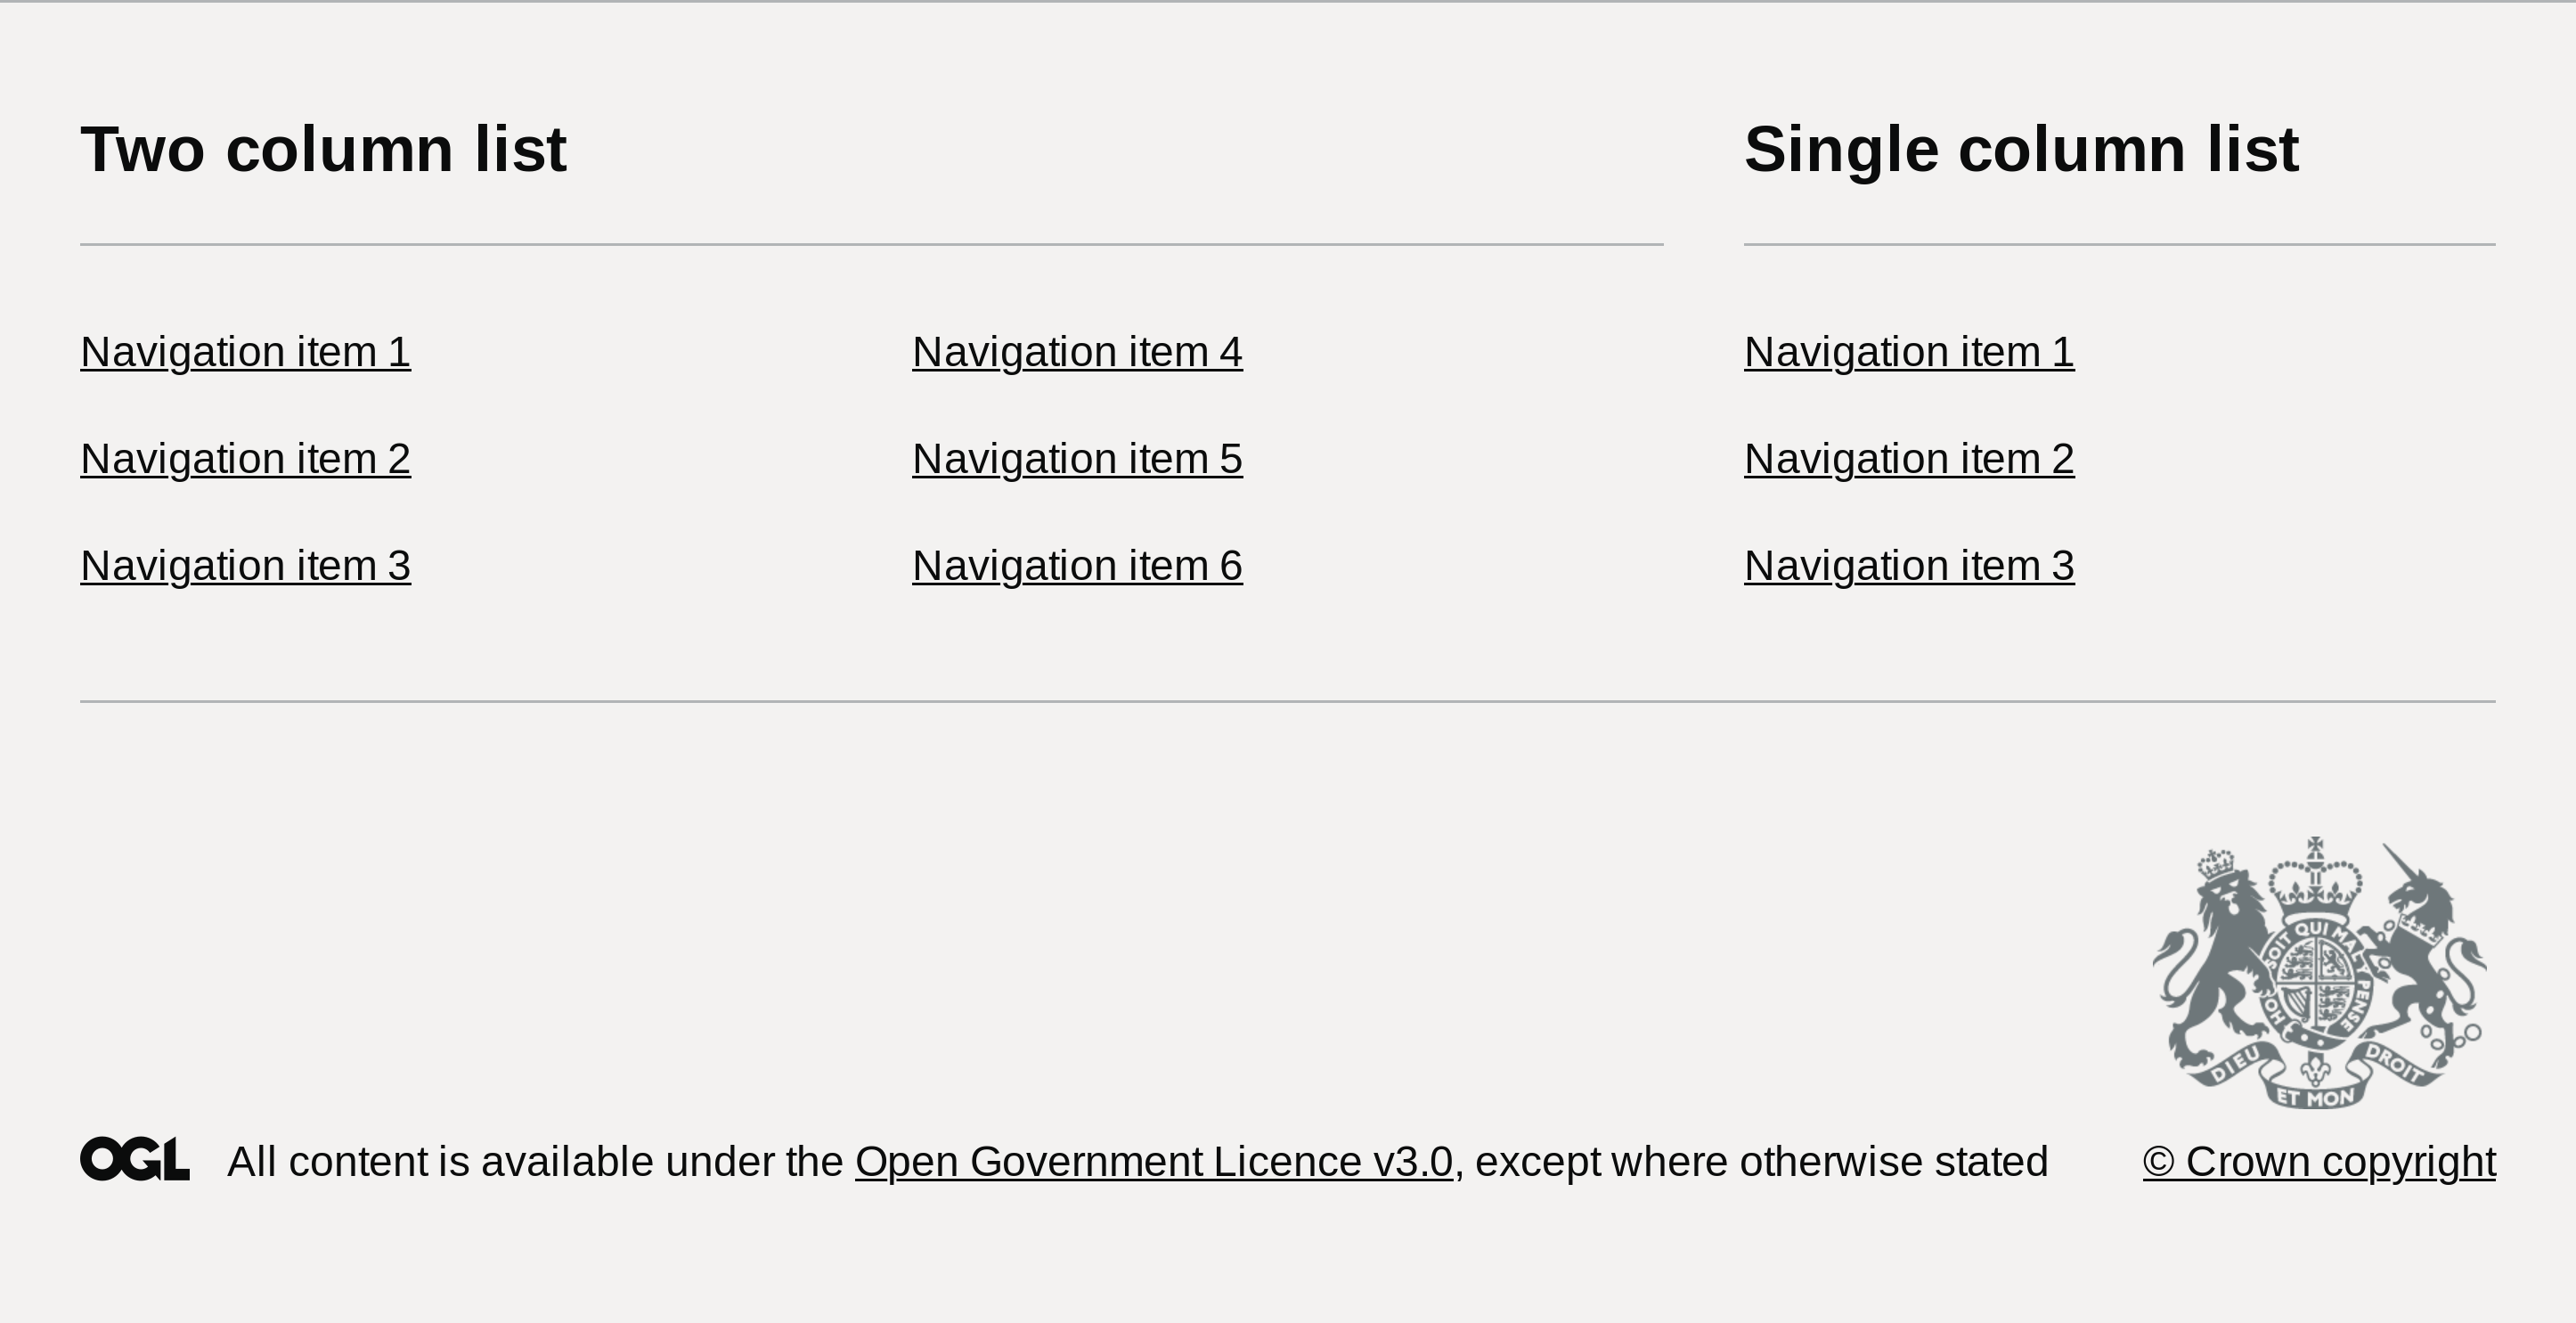 Two column list
Navigation item 1
Navigation item 2
Navigation item 3
Navigation item 4
Navigation item 5
Navigation item 6
Single column list
Navigation item 1
Navigation item 2
Navigation item 3
SOIT QUI MAL Y PENSE
DIEU ET MON DROIT
OGL All content is available under the Open Government Licence v3.0, except where otherwise stated
© Crown copyright